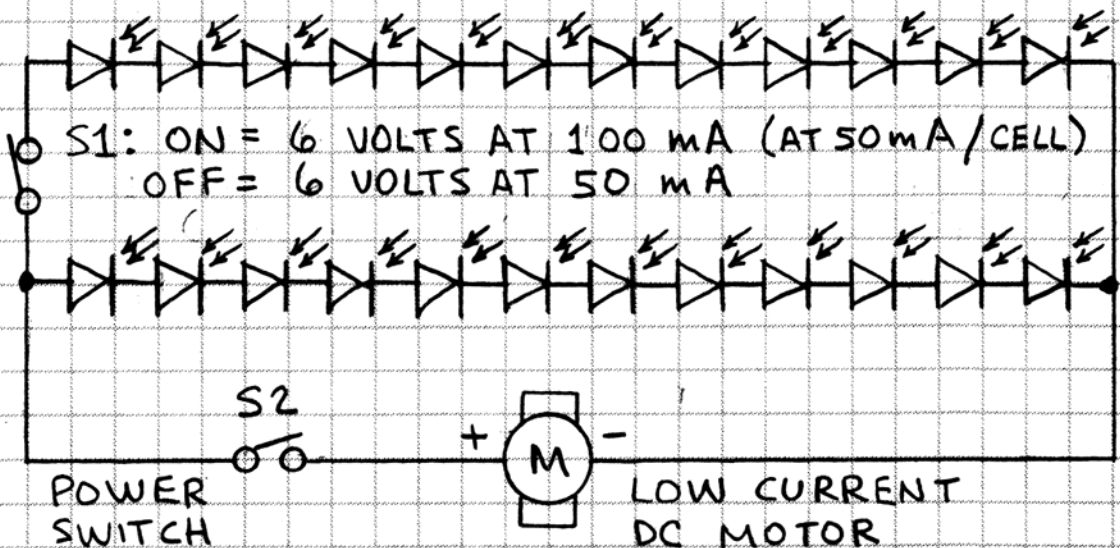 S1: ON = 6 VOLTS AT 100 mA (AT 50mA/CELL)
OFF = 6 VOLTS AT 50 mA
S2
+ M -
POWER LOW CURRENT
SWITCH DC MOTOR